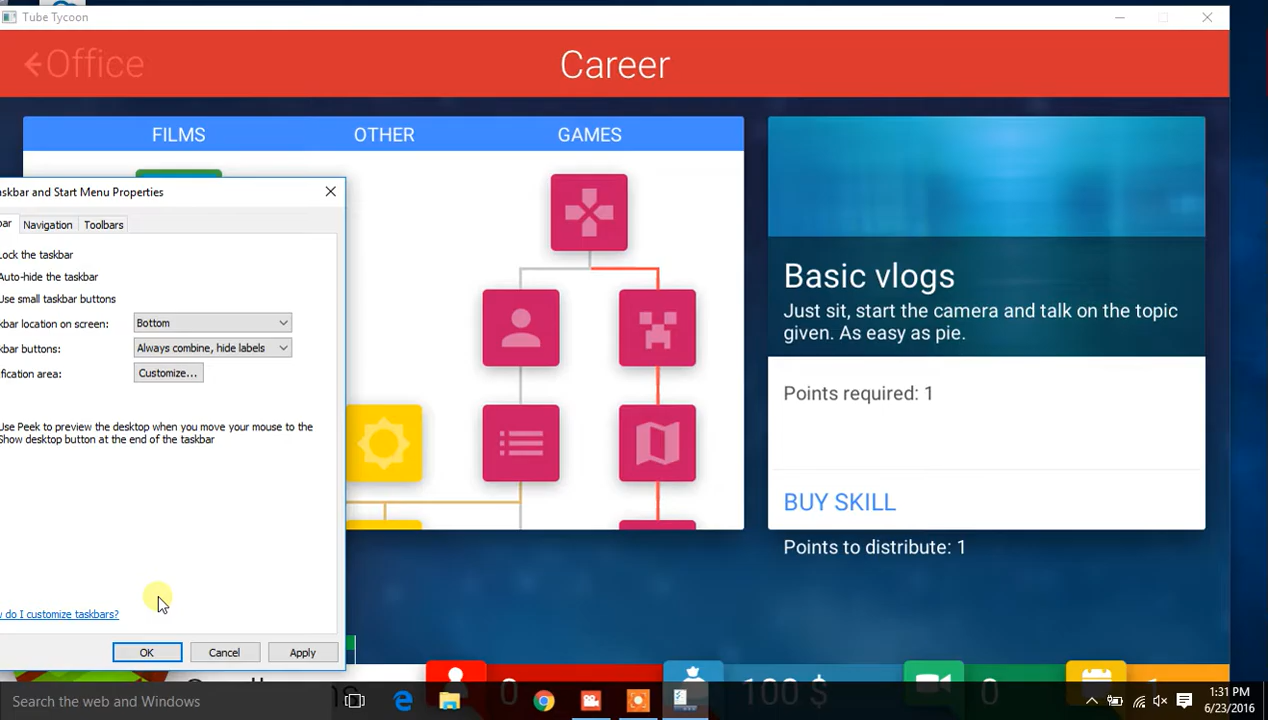 Tube Tycoon
Office
Career
FILMS
OTHER
GAMES
Taskbar and Start Menu Properties
Navigation
Toolbars
Lock the taskbar
Auto-hide the taskbar
Use small taskbar buttons
location on screen:
Bottom
buttons:
Always combine, hide labels
area:
Customize...
Use Peek to preview the desktop when you move your mouse to the
Show desktop button at the end of the taskbar
do I customize taskbars?
OK
Cancel
Apply
Basic vlogs
Just sit, start the camera and talk on the topic
given. As easy as pie.
Points required: 1
BUY SKILL
Points to distribute: 1
0
100 $
0
1
Search the web and Windows
1:31 PM
6/23/2016